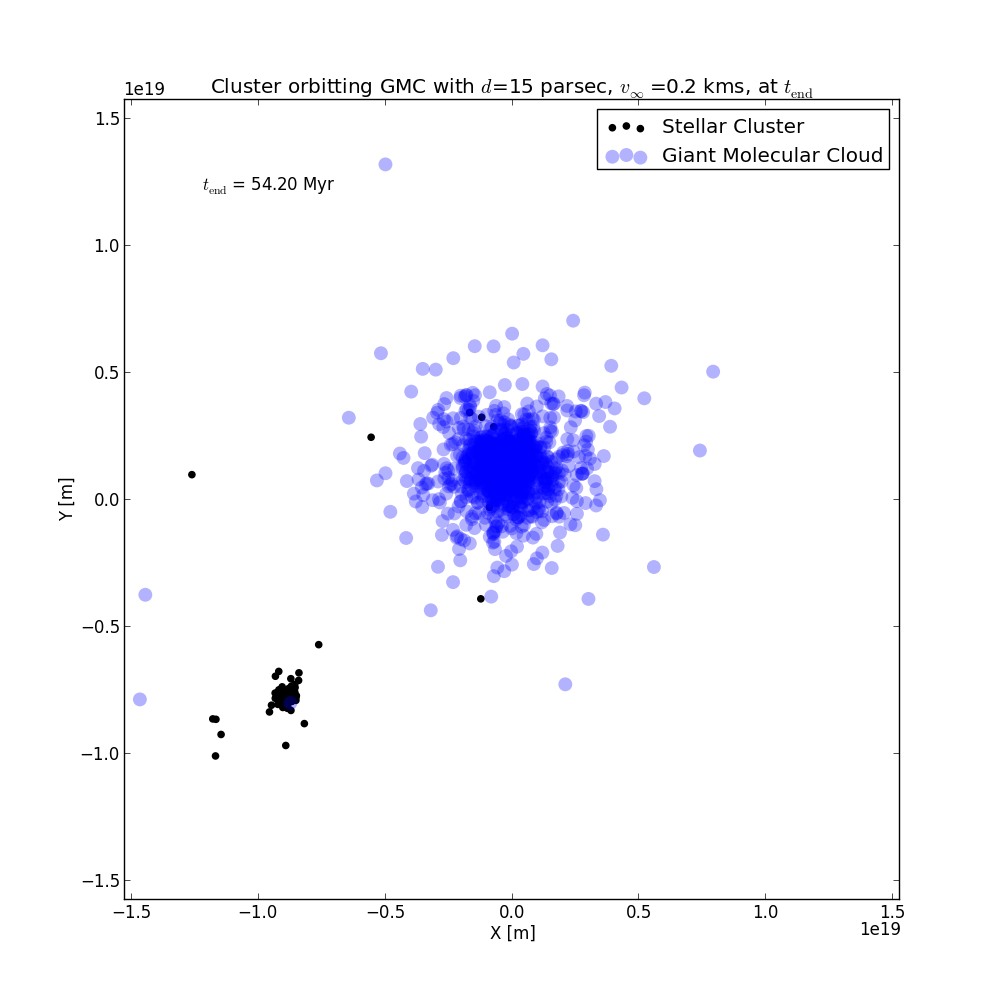 1e19
Cluster orbitting GMC with d=15 parsec, v∞ =0.2 kms, at tend
Stellar Cluster
Giant Molecular Cloud
tend = 54.20 Myr
1.5
1.0
0.5
0.0
−0.5
−1.0
−1.5
Y [m]
−1.5 −1.0 −0.5 0.0 0.5 1.0 1.5
X [m]
1e19